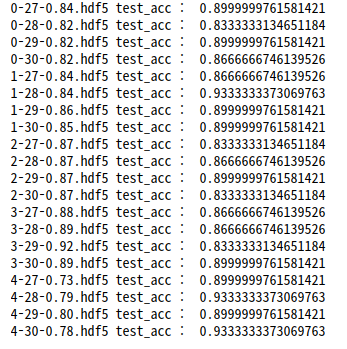 0-27-0.84.hdf5 test_acc : 0.8999999761581421
0-28-0.82.hdf5 test_acc : 0.8333333134651184
0-29-0.82.hdf5 test_acc : 0.8999999761581421
0-30-0.82.hdf5 test_acc : 0.8666666746139526
1-27-0.84.hdf5 test_acc : 0.8666666746139526
1-28-0.84.hdf5 test_acc : 0.9333333373069763
1-29-0.86.hdf5 test_acc : 0.8999999761581421
1-30-0.85.hdf5 test_acc : 0.8999999761581421
2-27-0.87.hdf5 test_acc : 0.8333333134651184
2-28-0.87.hdf5 test_acc : 0.8666666746139526
2-29-0.87.hdf5 test_acc : 0.8999999761581421
2-30-0.87.hdf5 test_acc : 0.8333333134651184
3-27-0.88.hdf5 test_acc : 0.8666666746139526
3-28-0.89.hdf5 test_acc : 0.8666666746139526
3-29-0.92.hdf5 test_acc : 0.8333333134651184
3-30-0.89.hdf5 test_acc : 0.8999999761581421
4-27-0.73.hdf5 test_acc : 0.8999999761581421
4-28-0.79.hdf5 test_acc : 0.9333333373069763
4-29-0.80.hdf5 test_acc : 0.8999999761581421
4-30-0.78.hdf5 test_acc : 0.9333333373069763